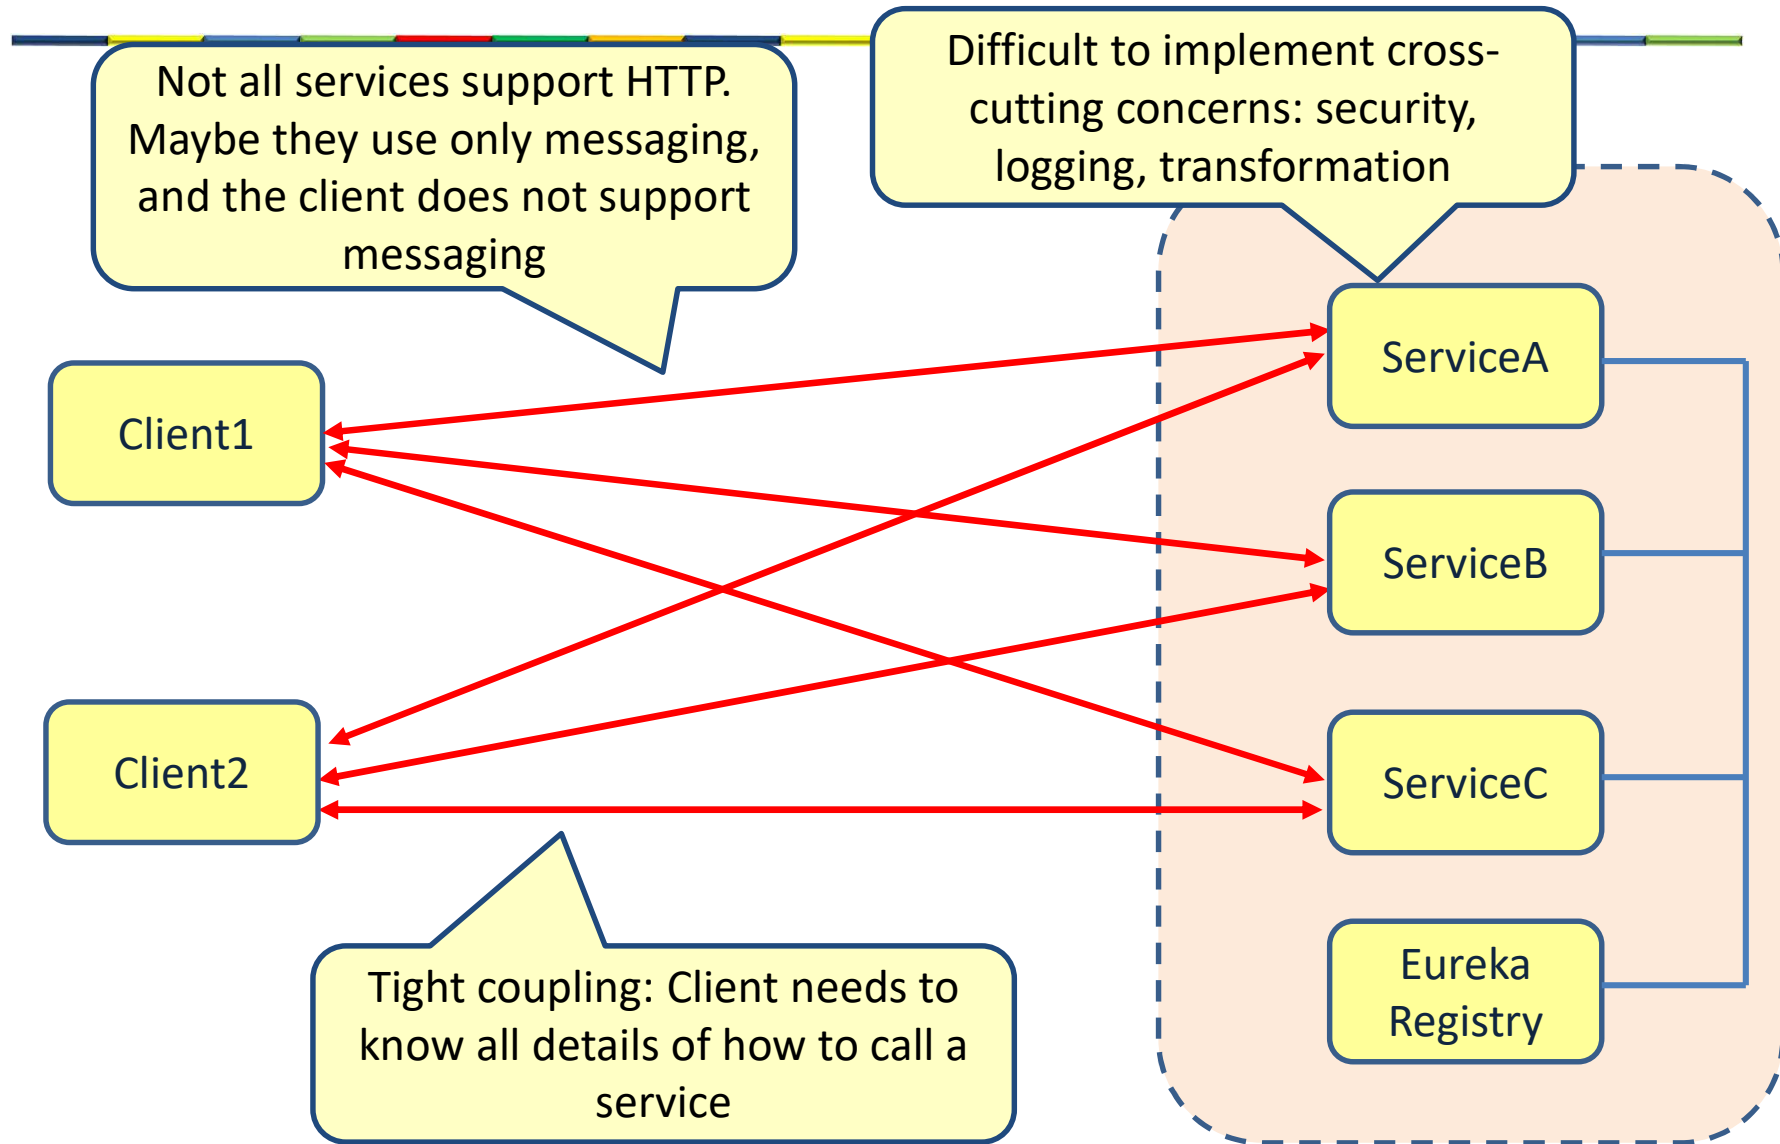 Not all services support HTTP.
Maybe they use only messaging,
and the client does not support
messaging
Difficult to implement cross-
cutting concerns: security,
logging, transformation
Client1
Client2
ServiceA
ServiceB
ServiceC
Eureka
Registry
Tight coupling: Client needs to
know all details of how to call a
service